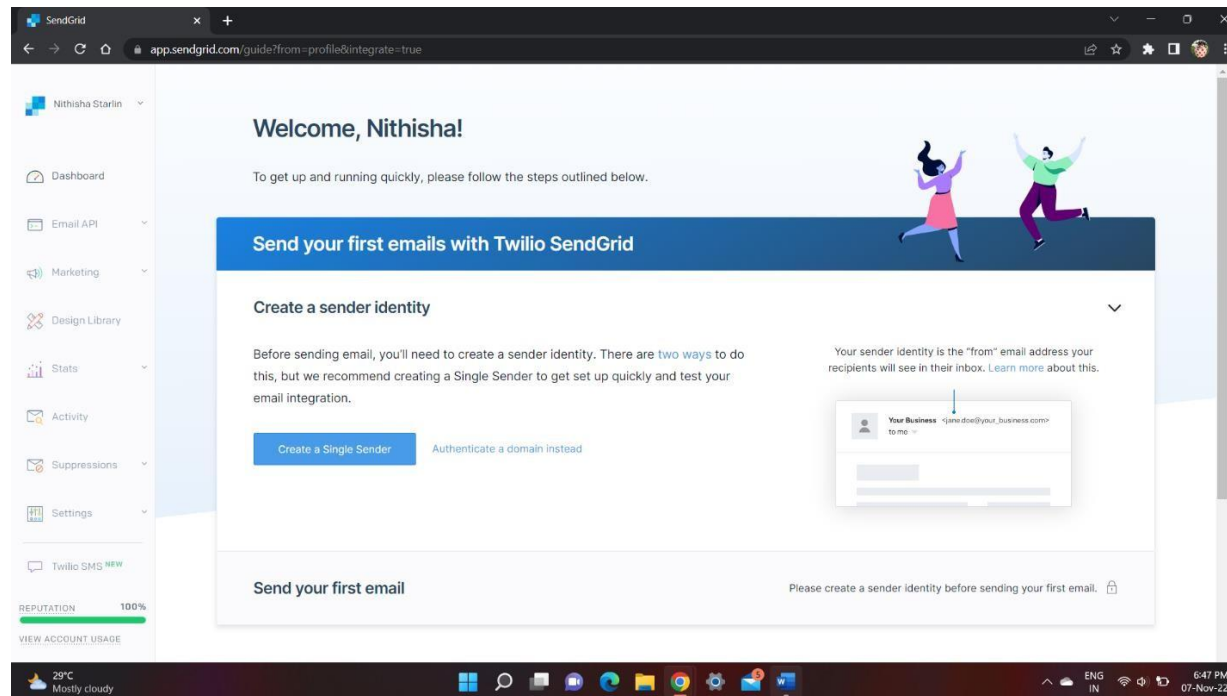 SendGrid
app.sendgrid.com/guide?from=profile&integrate=true
Nithisha Starlin
Dashboard
Email API
Marketing
Design Library
Stats
Activity
Suppressions
Settings
Twilio SMS NEW
REPUTATION 100%
VIEW ACCOUNT USAGE
Welcome, Nithisha!
To get up and running quickly, please follow the steps outlined below.
Send your first emails with Twilio SendGrid
Create a sender identity
Before sending email, you'll need to create a sender identity. There are two ways to do
this, but we recommend creating a Single Sender to get set up quickly and test your
email integration.
Create a Single Sender
Authenticate a domain instead
Your sender identity is the "from" email address your
recipients will see in their inbox. Learn more about this.
Your Business <jane.doe@your_business.com>
to me
Send your first email
Please create a sender identity before sending your first email.
29°C
Mostly cloudy
ENG
IN
6:47 PM
07-Nov-22